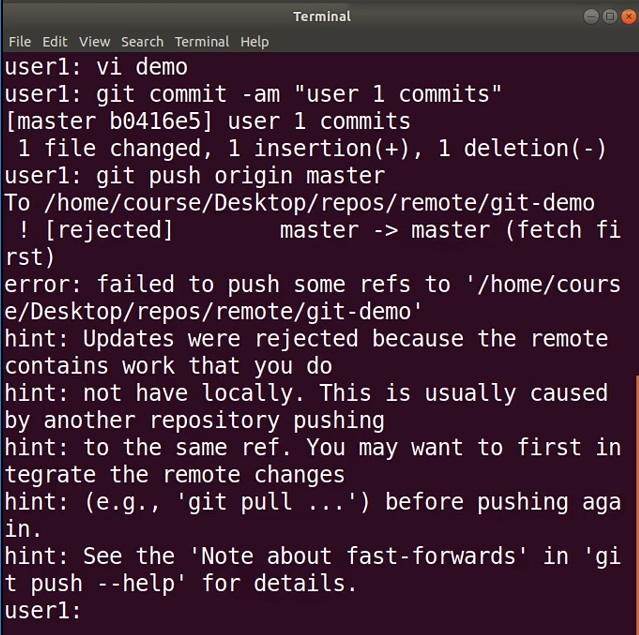 Terminal
File Edit View Search Terminal Help
user1: vi demo
user1: git commit -am "user 1 commits"
[master b0416e5] user 1 commits
 1 file changed, 1 insertion(+), 1 deletion(-)
user1: git push origin master
To /home/course/Desktop/repos/remote/git-demo
 ! [rejected]        master -> master (fetch fi
rst)
error: failed to push some refs to '/home/cours
e/Desktop/repos/remote/git-demo'
hint: Updates were rejected because the remote
contains work that you do
hint: not have locally. This is usually caused
by another repository pushing
hint: to the same ref. You may want to first in
tegrate the remote changes
hint: (e.g., 'git pull ...') before pushing aga
in.
hint: See the 'Note about fast-forwards' in 'gi
t push --help' for details.
user1: